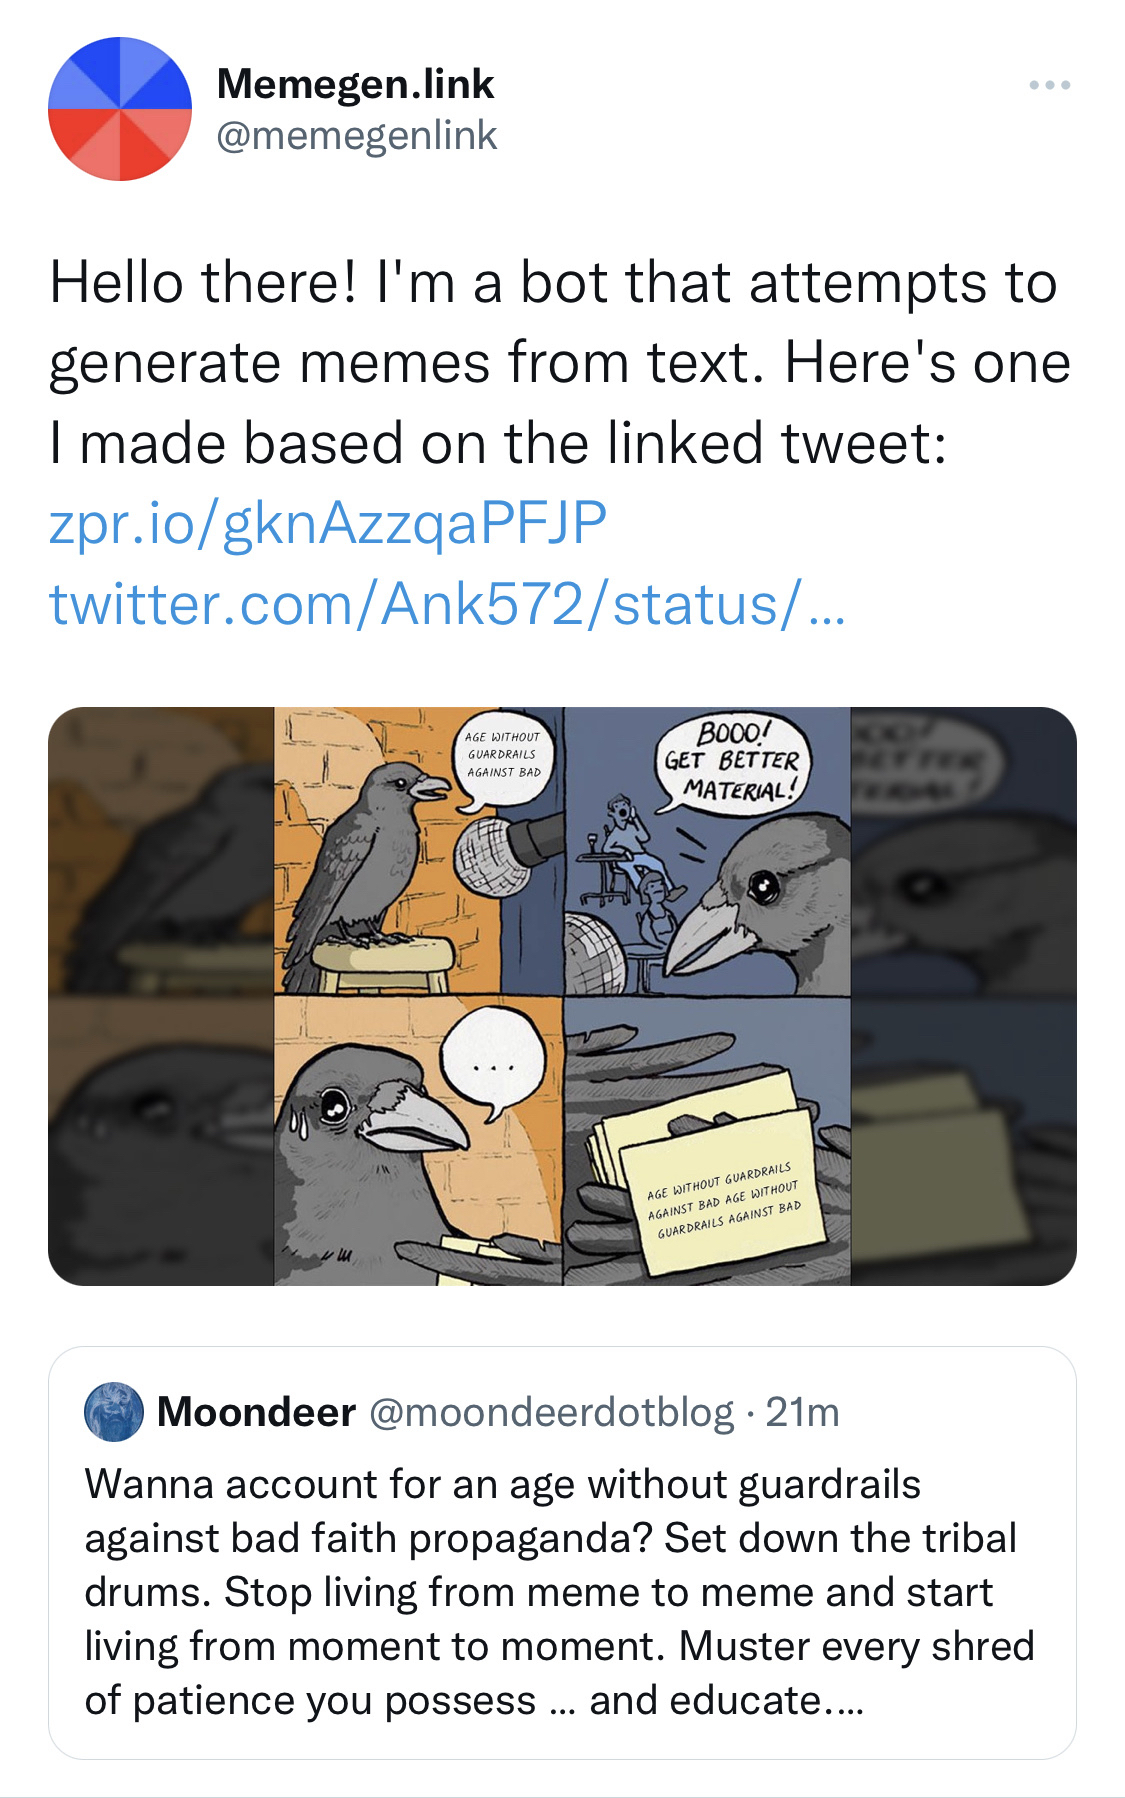 Memegen.link
@memegenlink
Hello there! I'm a bot that attempts to
generate memes from text. Here's one
I made based on the linked tweet:
zpr.io/gknAzzqaPFJP
twitter.com/Ank572/status/...
AGE WITHOUT
GUARDRAILS
AGAINST BAD
BOOO!
GET BETTER
MATERIAL!
...
AGE WITHOUT GUARDRAILS
AGAINST BAD AGE WITHOUT
GUARDRAILS AGAINST BAD
Moondeer @moondeerdotblog · 21m
Wanna account for an age without guardrails
against bad faith propaganda? Set down the tribal
drums. Stop living from meme to meme and start
living from moment to moment. Muster every shred
of patience you possess ... and educate....